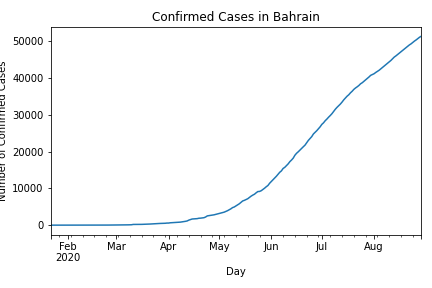 Confirmed Cases in Bahrain
Number of Confirmed Cases
50000
40000
30000
20000
10000
0
Feb Mar Apr May Jun Jul Aug
2020
Day